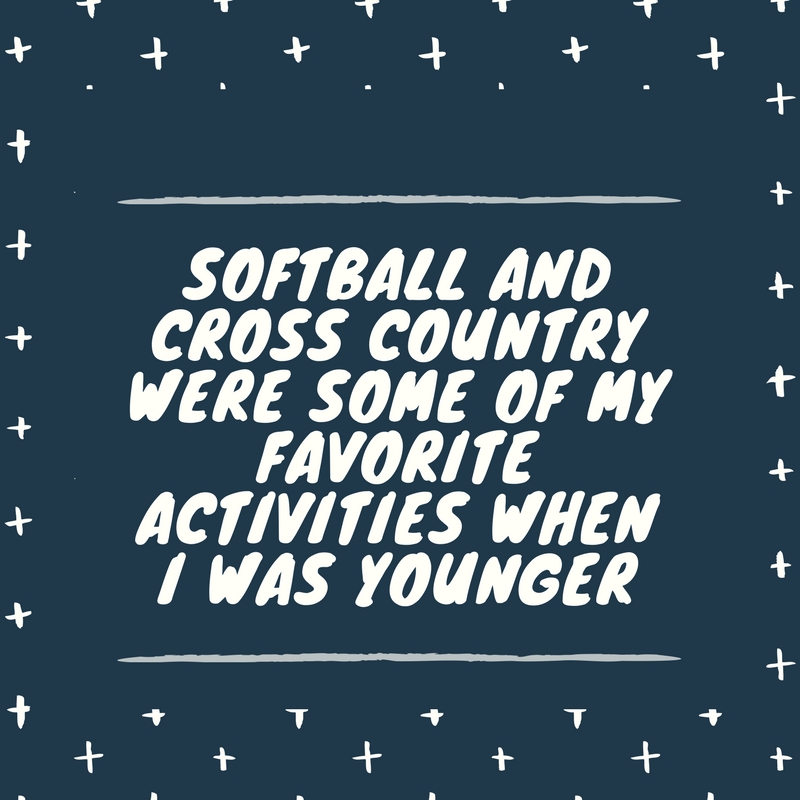 SOFTBALL AND
CROSS COUNTRY
WERE SOME OF MY
FAVORITE
ACTIVITIES WHEN
I WAS YOUNGER